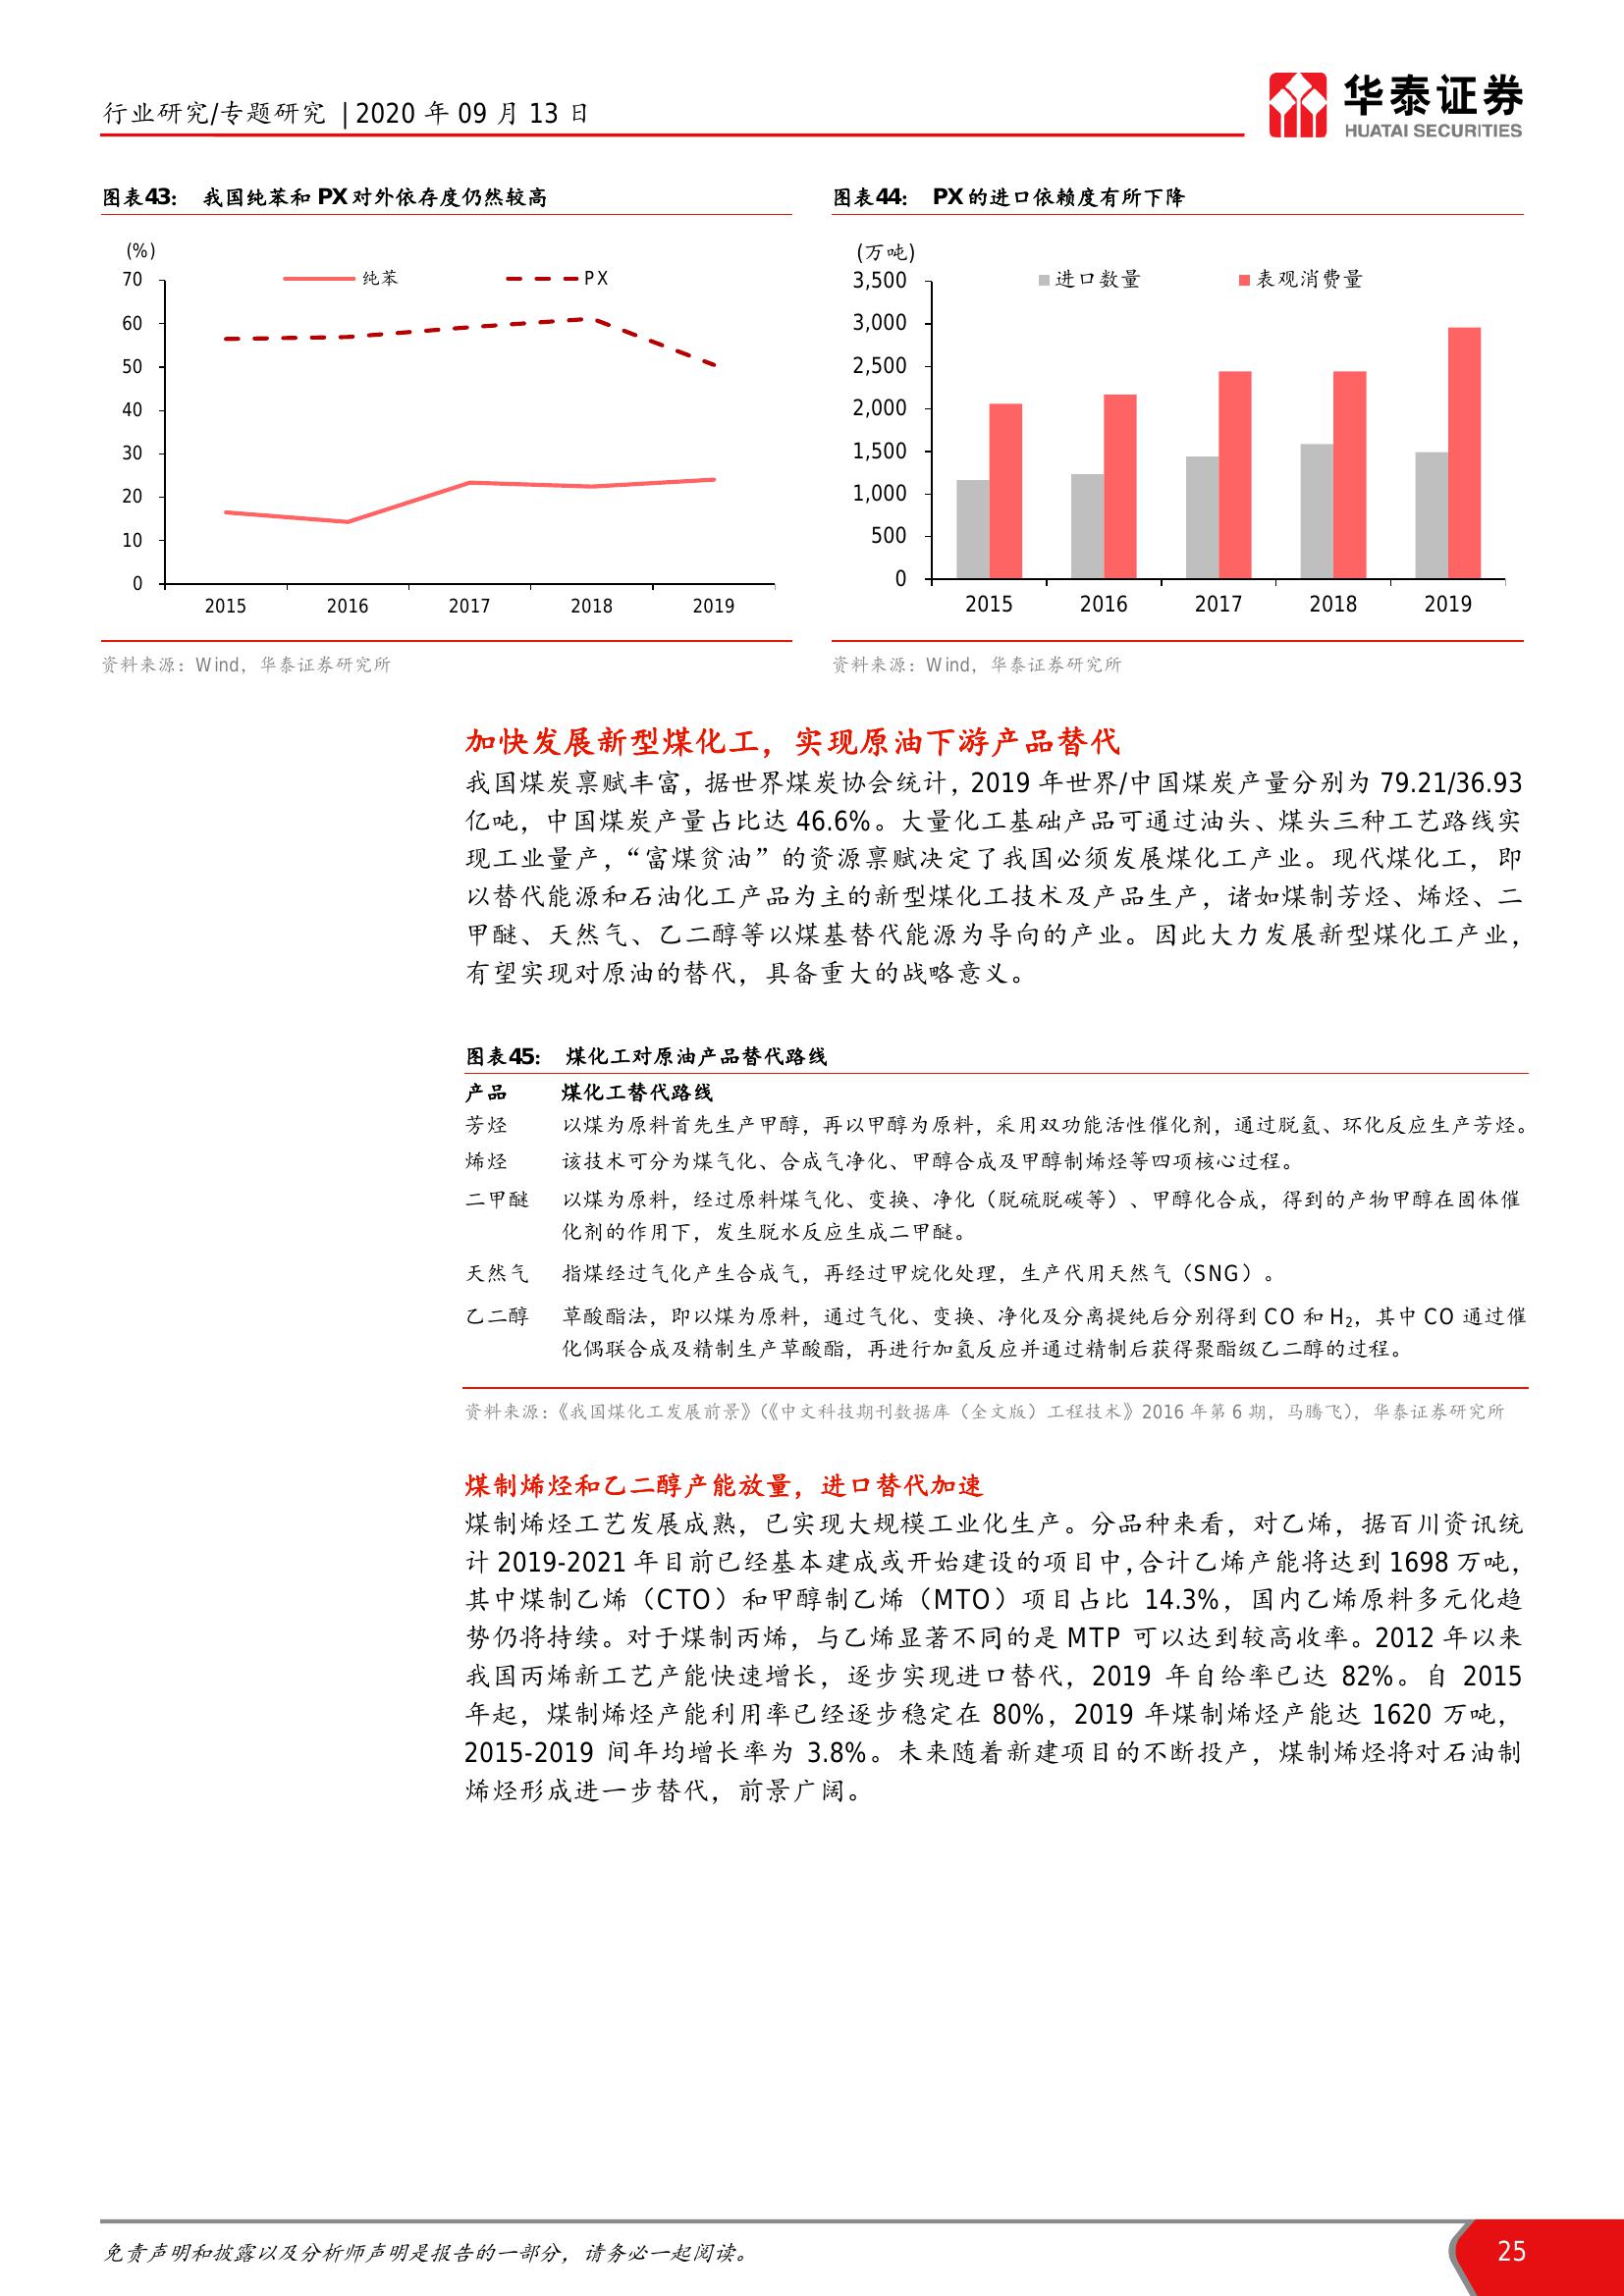 行业研究/专题研究 | 2020 年 09 月 13 日
华泰证券
HUATAI SECURITIES
图表43： 我国纯苯和 PX 对外依存度仍然较高
(%)
纯苯 PX
70
60
50
40
30
20
10
0
2015 2016 2017 2018 2019
资料来源：Wind，华泰证券研究所
图表44： PX 的进口依赖度有所下降
(万吨)
进口数量 表观消费量
3,500
3,000
2,500
2,000
1,500
1,000
500
0
2015 2016 2017 2018 2019
资料来源：Wind，华泰证券研究所
加快发展新型煤化工，实现原油下游产品替代
我国煤炭禀赋丰富，据世界煤炭协会统计，2019 年世界/中国煤炭产量分别为 79.21/36.93
亿吨，中国煤炭产量占比达 46.6%。大量化工基础产品可通过油头、煤头三种工艺路线实
现工业量产，“富煤贫油”的资源禀赋决定了我国必须发展煤化工产业。现代煤化工，即
以替代能源和石油化工产品为主的新型煤化工技术及产品生产，诸如煤制芳烃、烯烃、二
甲醚、天然气、乙二醇等以煤基替代能源为导向的产业。因此大力发展新型煤化工产业，
有望实现对原油的替代，具备重大的战略意义。
图表45： 煤化工对原油产品替代路线
产品 煤化工替代路线
芳烃 以煤为原料首先生产甲醇，再以甲醇为原料，采用双功能活性催化剂，通过脱氢、环化反应生产芳烃。
烯烃 该技术可分为煤气化、合成气净化、甲醇合成及甲醇制烯烃等四项核心过程。
二甲醚 以煤为原料，经过原料煤气化、变换、净化（脱硫脱碳等）、甲醇化合成，得到的产物甲醇在固体催
化剂的作用下，发生脱水反应生成二甲醚。
天然气 指煤经过气化产生合成气，再经过甲烷化处理，生产代用天然气（SNG）。
乙二醇 草酸酯法，即以煤为原料，通过气化、变换、净化及分离提纯后分别得到 CO 和 H2，其中 CO 通过催
化偶联合成及精制生产草酸酯，再进行加氢反应并通过精制后获得聚酯级乙二醇的过程。
资料来源：《我国煤化工发展前景》（《中文科技期刊数据库（全文版）工程技术》2016 年第 6 期，马腾飞），华泰证券研究所
煤制烯烃和乙二醇产能放量，进口替代加速
煤制烯烃工艺发展成熟，已实现大规模工业化生产。分品种来看，对乙烯，据百川资讯统
计 2019-2021 年目前已经基本建成或开始建设的项目中，合计乙烯产能将达到 1698 万吨，
其中煤制乙烯（CTO）和甲醇制乙烯（MTO）项目占比 14.3%，国内乙烯原料多元化趋
势仍将持续。对于煤制丙烯，与乙烯显著不同的是 MTP 可以达到较高收率。2012 年以来
我国丙烯新工艺产能快速增长，逐步实现进口替代，2019 年自给率已达 82%。自 2015
年起，煤制烯烃产能利用率已经逐步稳定在 80%，2019 年煤制烯烃产能达 1620 万吨，
2015-2019 间年均增长率为 3.8%。未来随着新建项目的不断投产，煤制烯烃将对石油制
烯烃形成进一步替代，前景广阔。
免责声明和披露以及分析师声明是报告的一部分，请务必一起阅读。
25